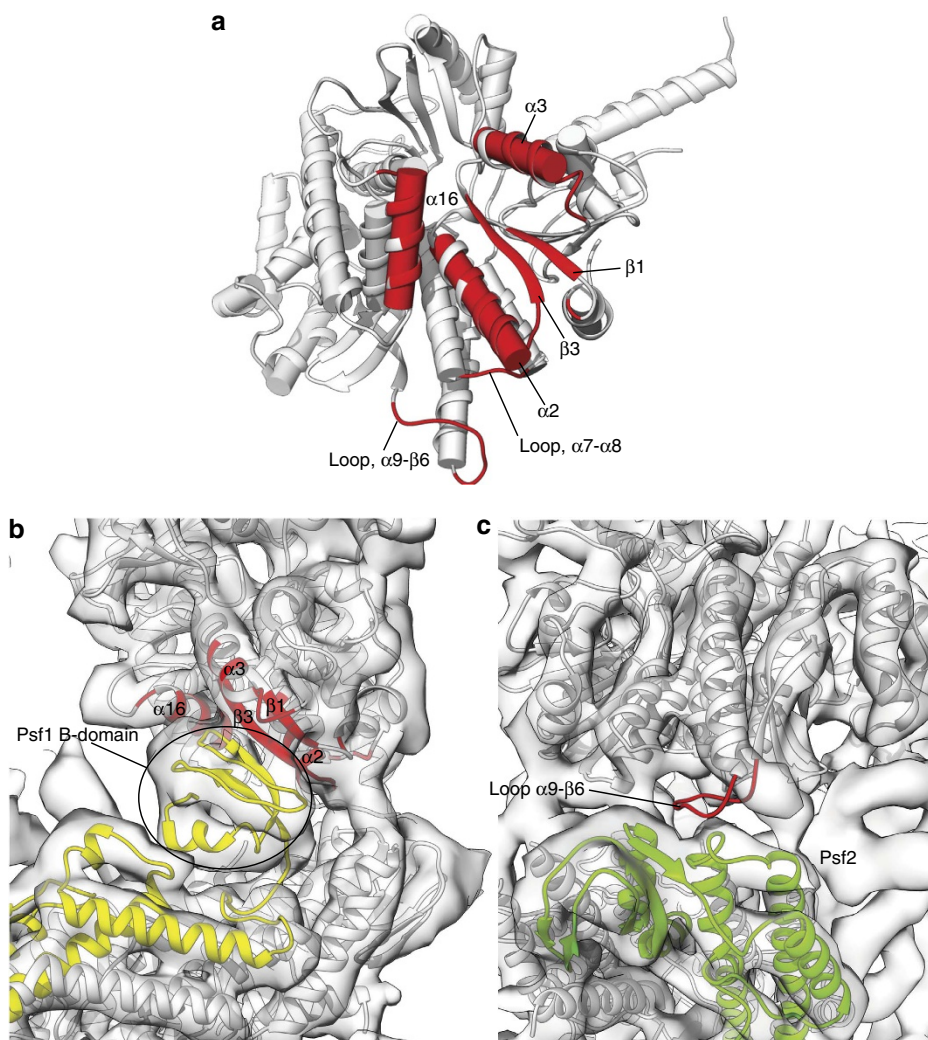 a
α3
α16
β1
β3
α2
Loop, α9-β6
Loop, α7-α8
b
α3
α16
β3
β1
α2
Psf1 B-domain
c
Loop α9-β6
Psf2